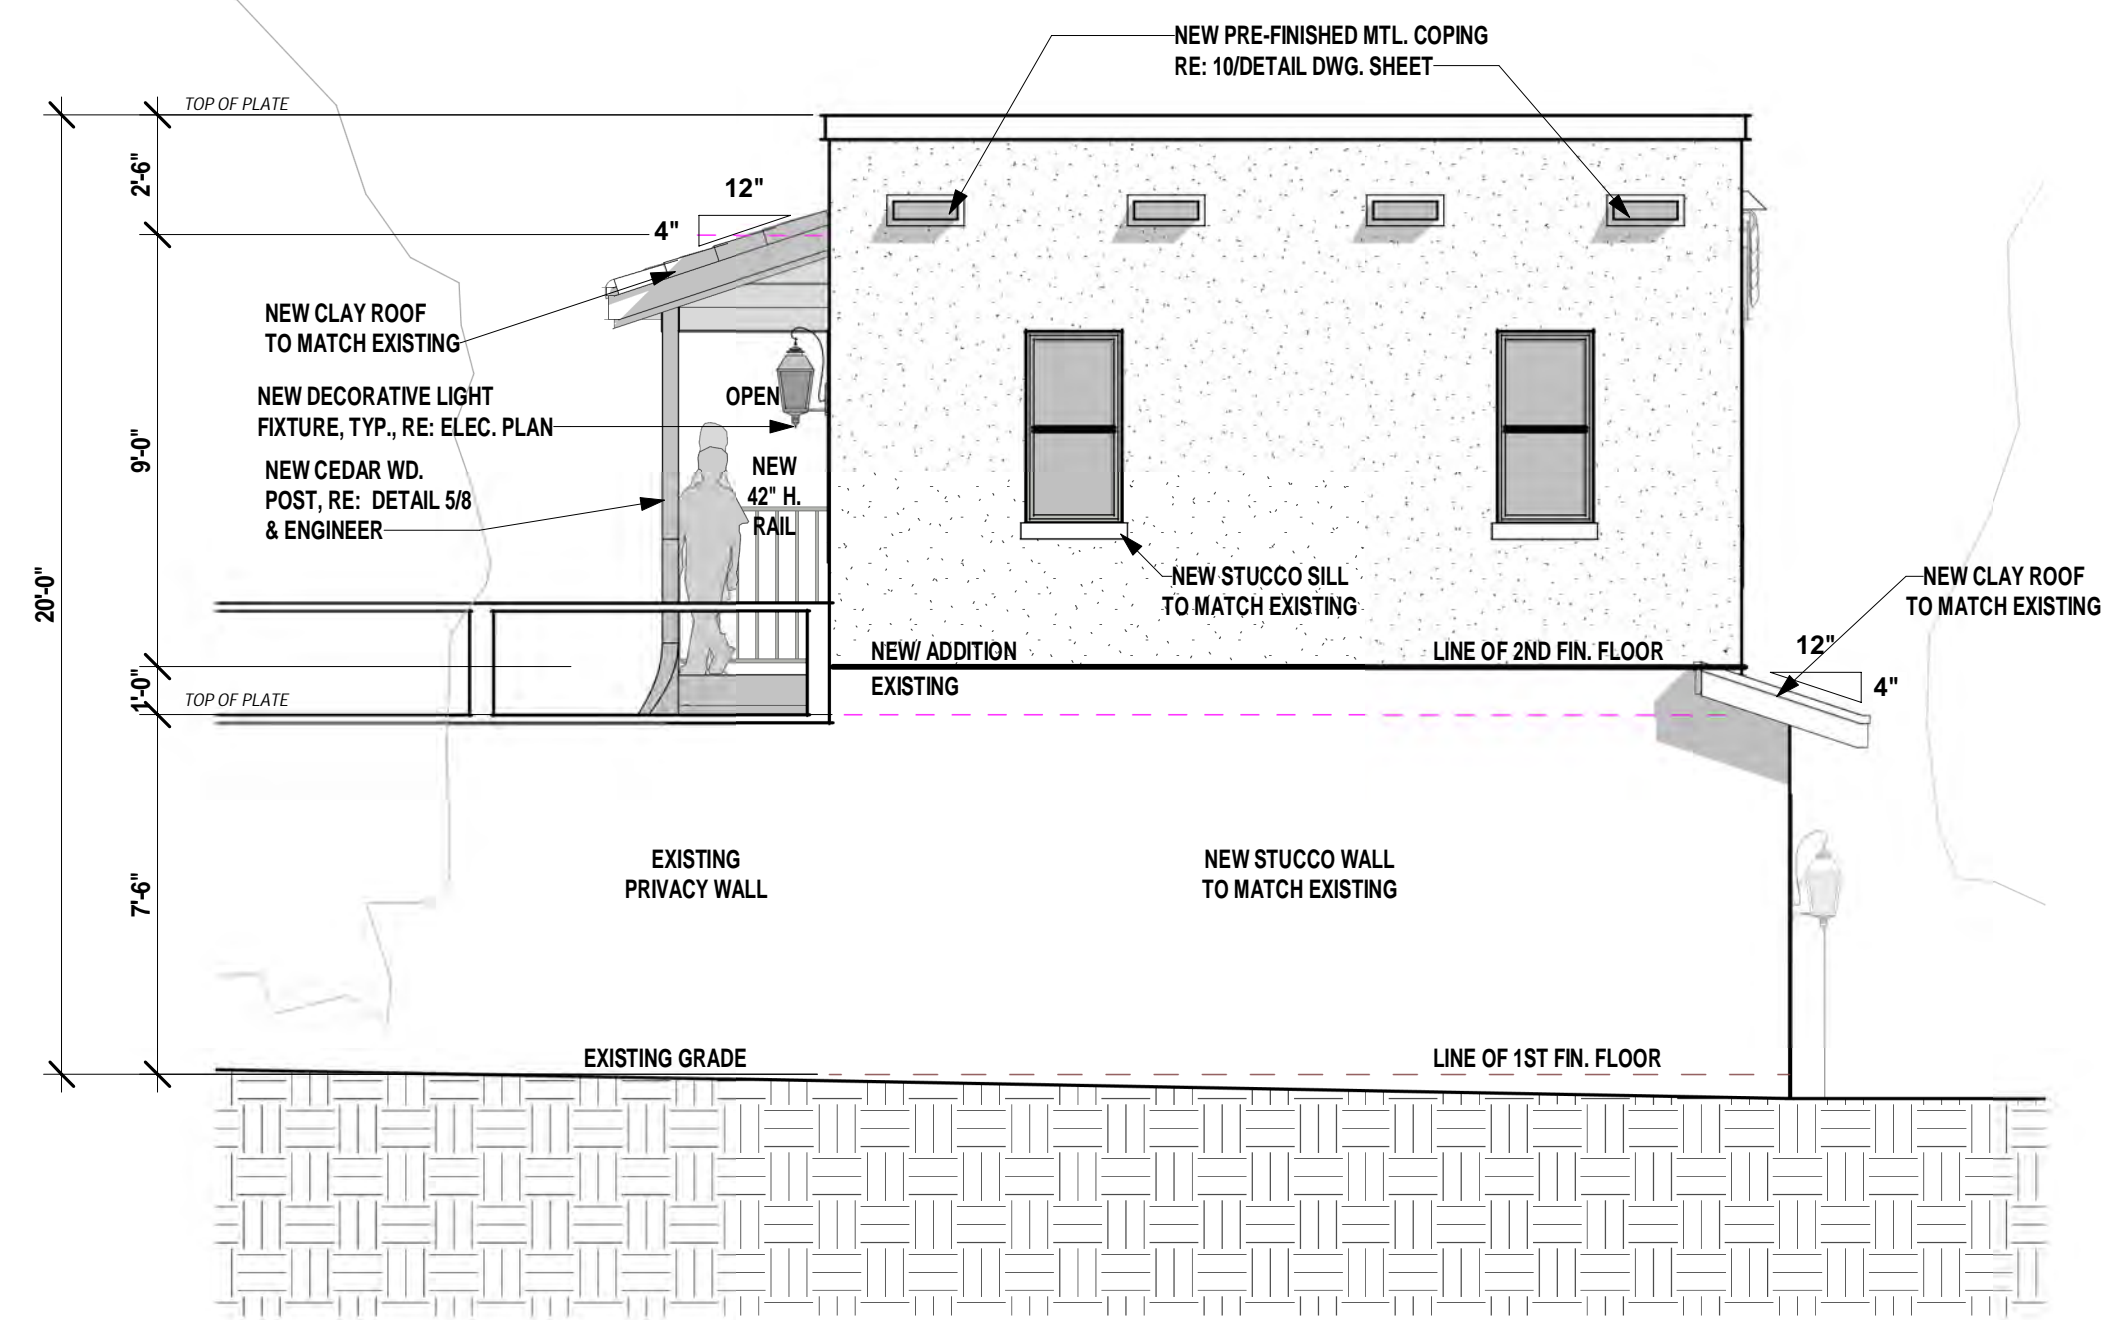 NEW PRE-FINISHED MTL. COPING
RE: 10/DETAIL DWG. SHEET
TOP OF PLATE
2'-6"
12"
4"
NEW CLAY ROOF
TO MATCH EXISTING
NEW DECORATIVE LIGHT
FIXTURE, TYP., RE: ELEC. PLAN
OPEN
9'-0"
NEW CEDAR WD.
POST, RE: DETAIL 5/8
& ENGINEER
NEW
42" H.
RAIL
20'-0"
NEW STUCCO SILL
TO MATCH EXISTING
NEW CLAY ROOF
TO MATCH EXISTING
12"
4"
NEW/ ADDITION
LINE OF 2ND FIN. FLOOR
EXISTING
1'-0"
TOP OF PLATE
7'-6"
EXISTING
PRIVACY WALL
NEW STUCCO WALL
TO MATCH EXISTING
EXISTING GRADE
LINE OF 1ST FIN. FLOOR